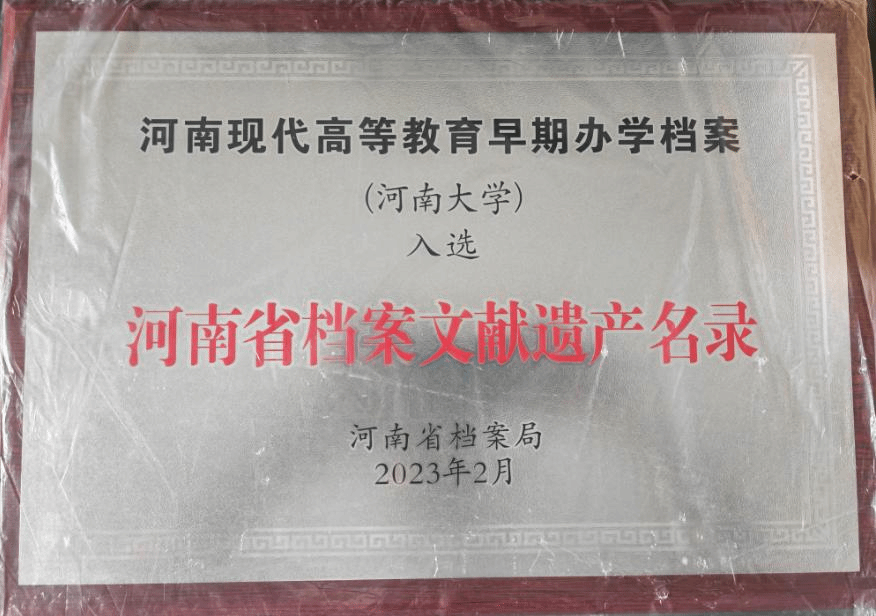 河南现代高等教育早期办学档案
(河南大学)
入选
河南省档案文献遗产名录
河南省档案局
2023年2月